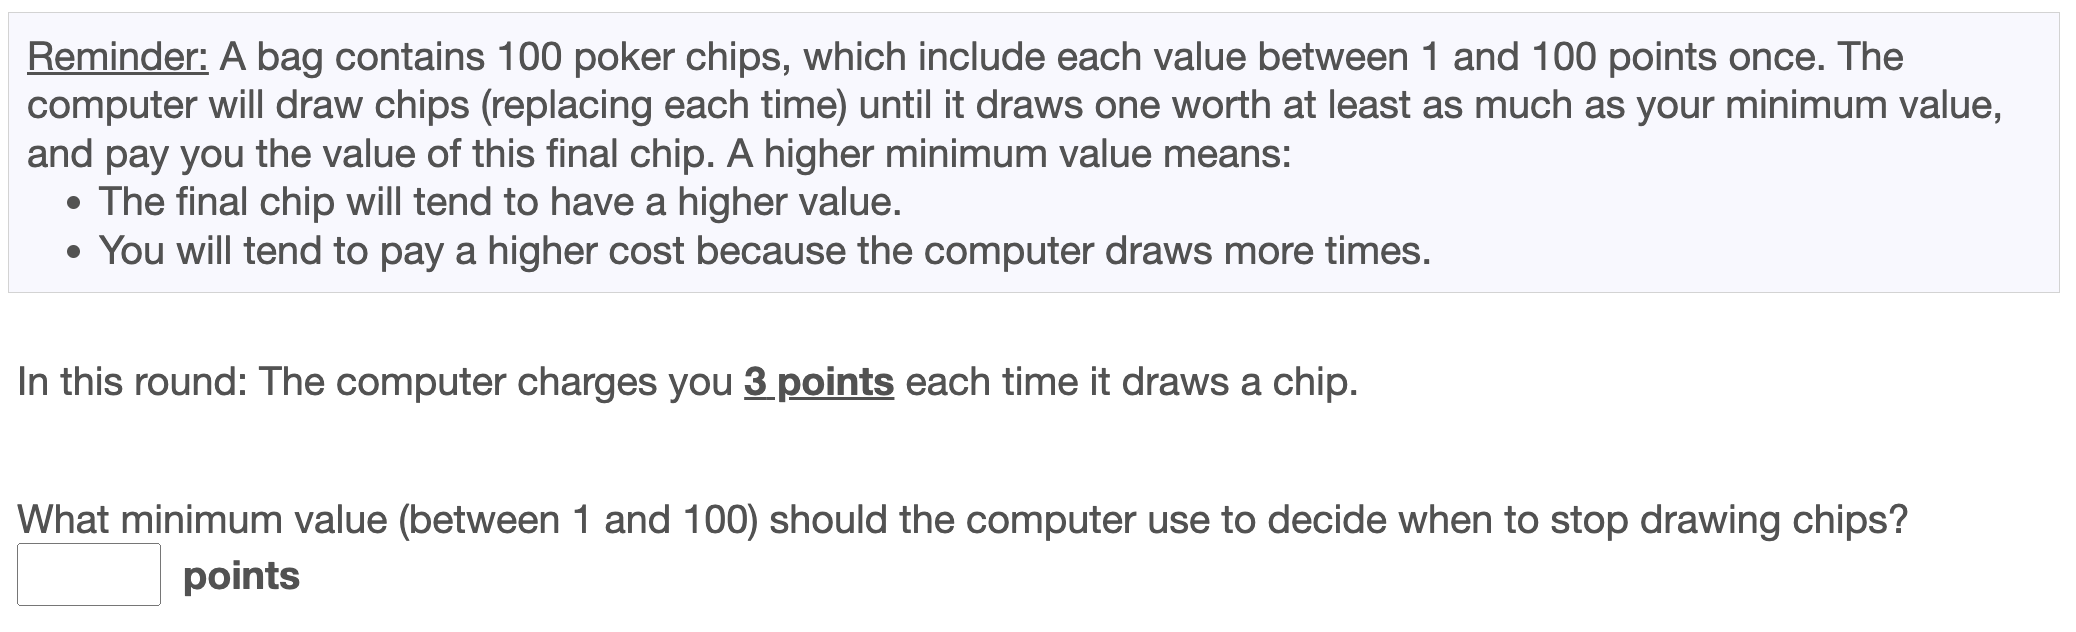 Reminder: A bag contains 100 poker chips, which include each value between 1 and 100 points once. The
computer will draw chips (replacing each time) until it draws one worth at least as much as your minimum value,
and pay you the value of this final chip. A higher minimum value means:
• The final chip will tend to have a higher value.
• You will tend to pay a higher cost because the computer draws more times.
In this round: The computer charges you 3 points each time it draws a chip.
What minimum value (between 1 and 100) should the computer use to decide when to stop drawing chips?
points